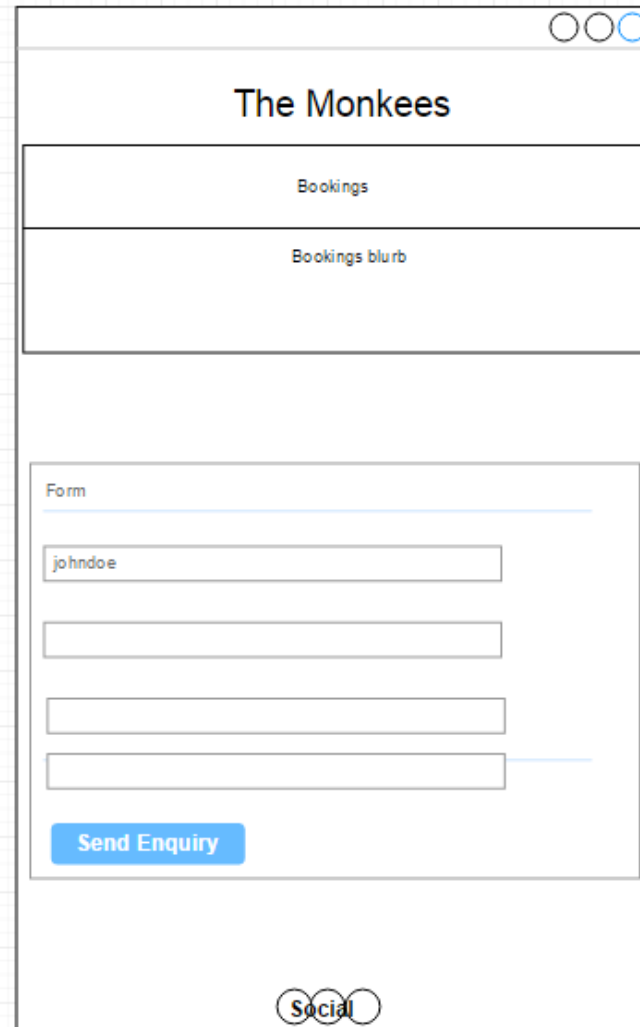 The Monkees
Bookings
Bookings blurb
Form
johndoe
Send Enquiry
Social